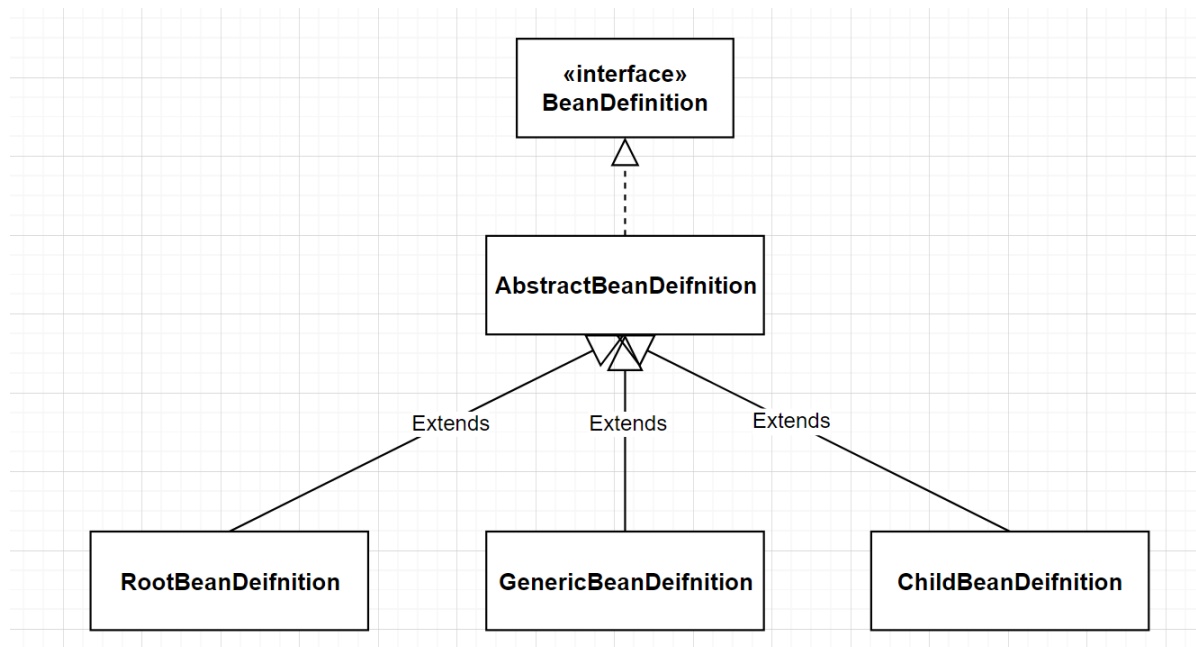 «interface»
BeanDefinition
AbstractBeanDeifnition
Extends
Extends
Extends
RootBeanDeifnition
GenericBeanDeifnition
ChildBeanDeifnition